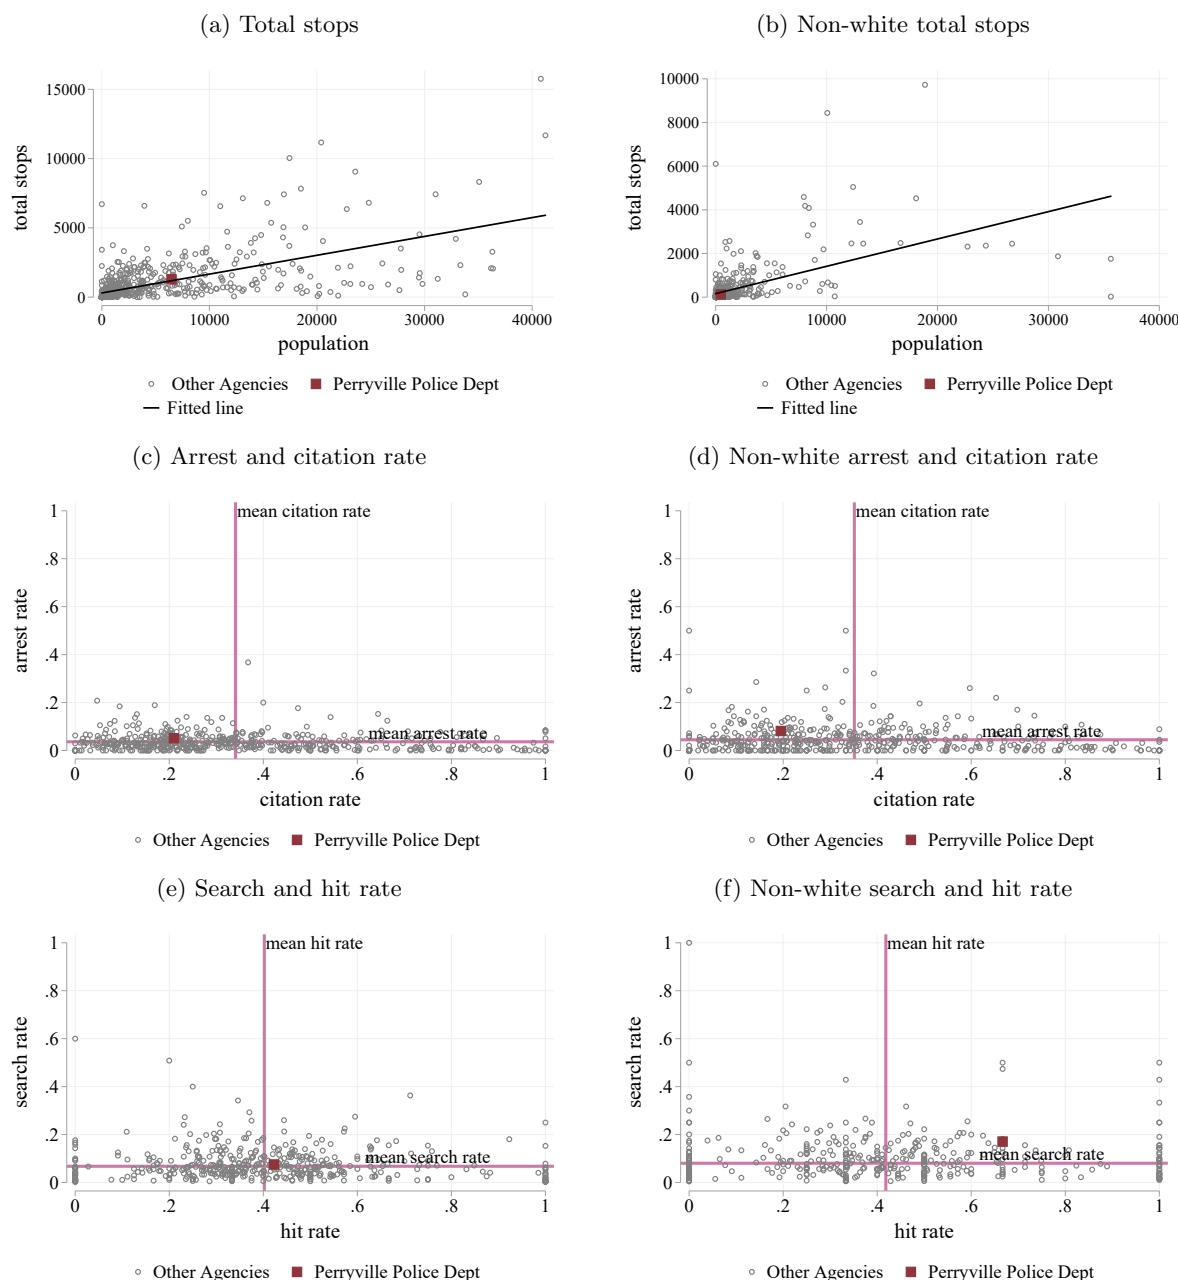 (a) Total stops
(b) Non-white total stops
total stops
15000
10000
5000
0
0 10000 20000 30000 40000
population
Other Agencies Perryville Police Dept
Fitted line
total stops
10000
8000
6000
4000
2000
0
0 10000 20000 30000 40000
population
Other Agencies Perryville Police Dept
Fitted line
(c) Arrest and citation rate
(d) Non-white arrest and citation rate
arrest rate
1
.8
.6
.4
.2
0
mean citation rate
mean arrest rate
0 .2 .4 .6 .8 1
citation rate
Other Agencies Perryville Police Dept
arrest rate
1
.8
.6
.4
.2
0
mean citation rate
mean arrest rate
0 .2 .4 .6 .8 1
citation rate
Other Agencies Perryville Police Dept
(e) Search and hit rate
(f) Non-white search and hit rate
search rate
1
.8
.6
.4
.2
0
mean hit rate
mean search rate
0 .2 .4 .6 .8 1
hit rate
Other Agencies Perryville Police Dept
search rate
1
.8
.6
.4
.2
0
mean hit rate
mean search rate
0 .2 .4 .6 .8 1
hit rate
Other Agencies Perryville Police Dept